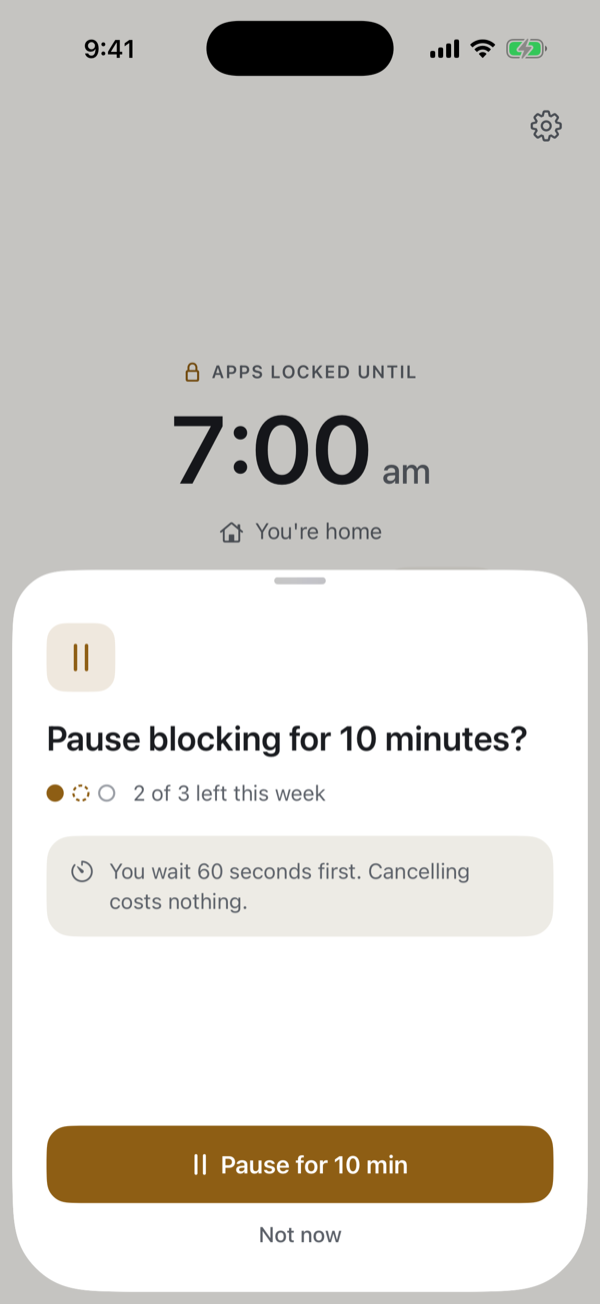 9:41
APPS LOCKED UNTIL
7:00 am
You're home
Pause blocking for 10 minutes?
2 of 3 left this week
You wait 60 seconds first. Cancelling
costs nothing.
Pause for 10 min
Not now